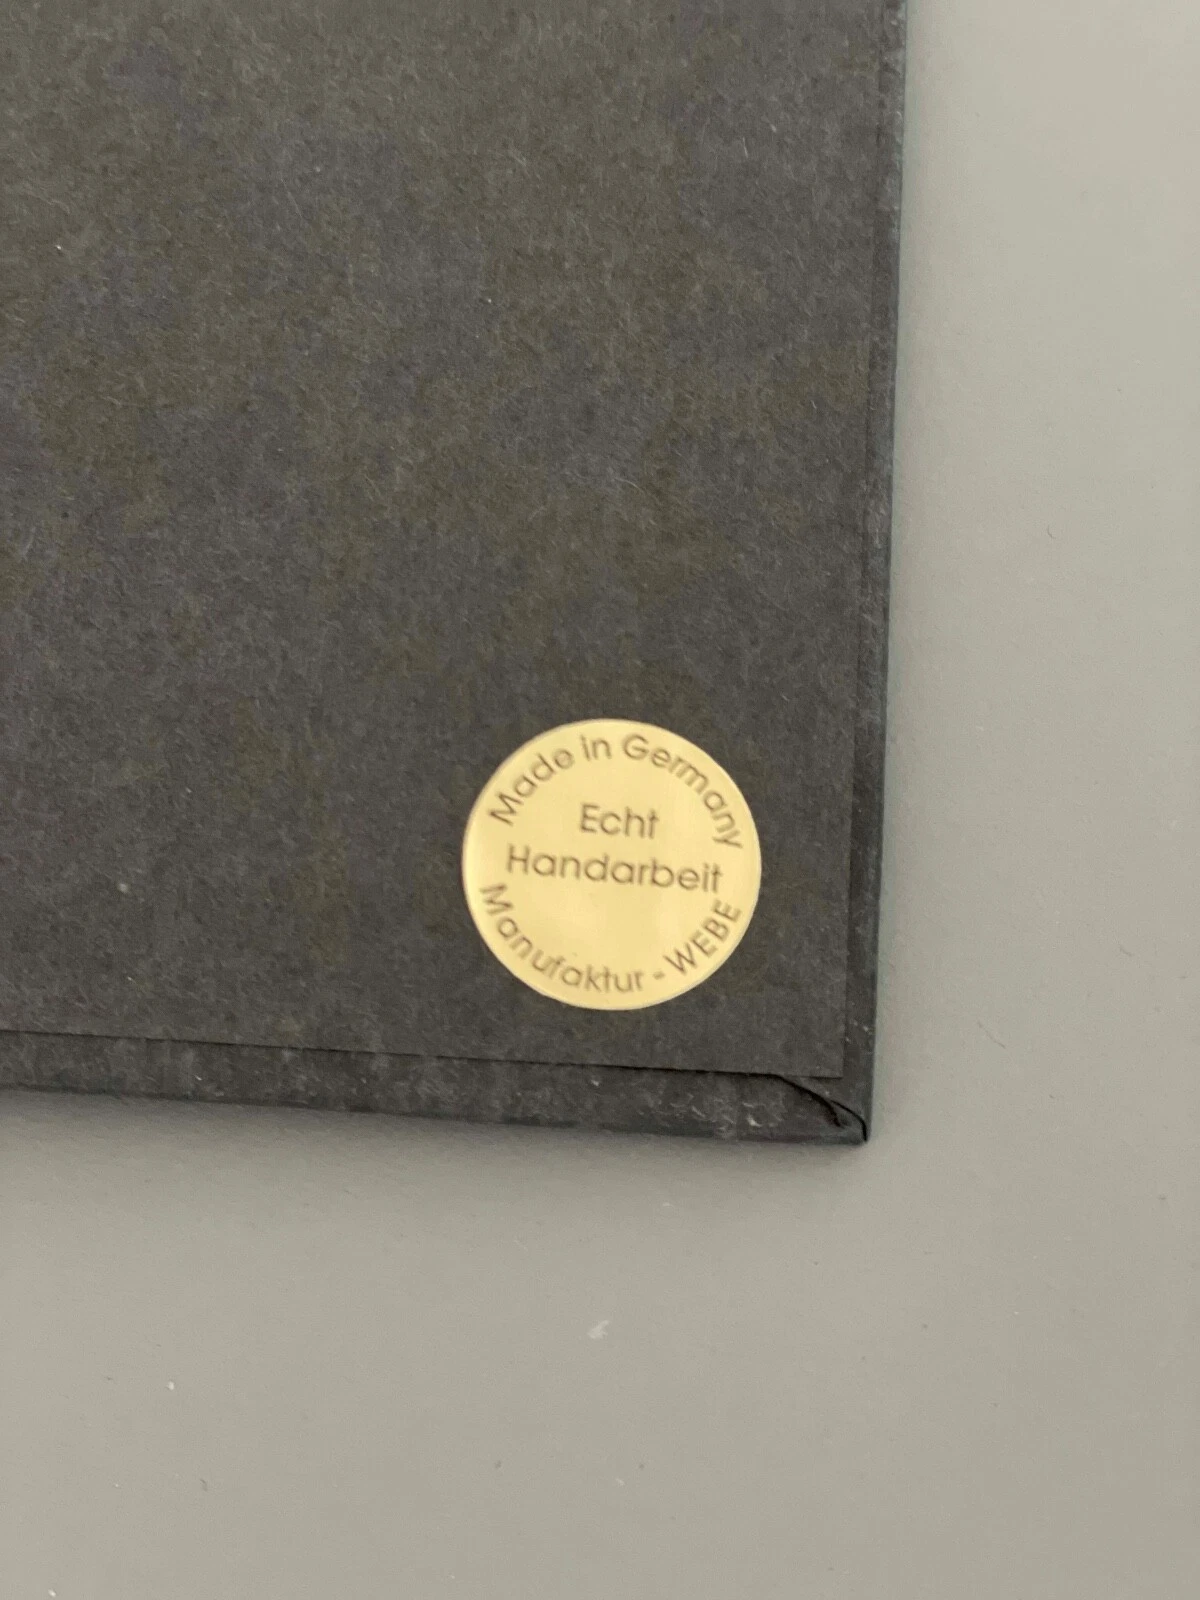 Made in Germany
Echt
Handarbeit
Manufaktur - WEBE